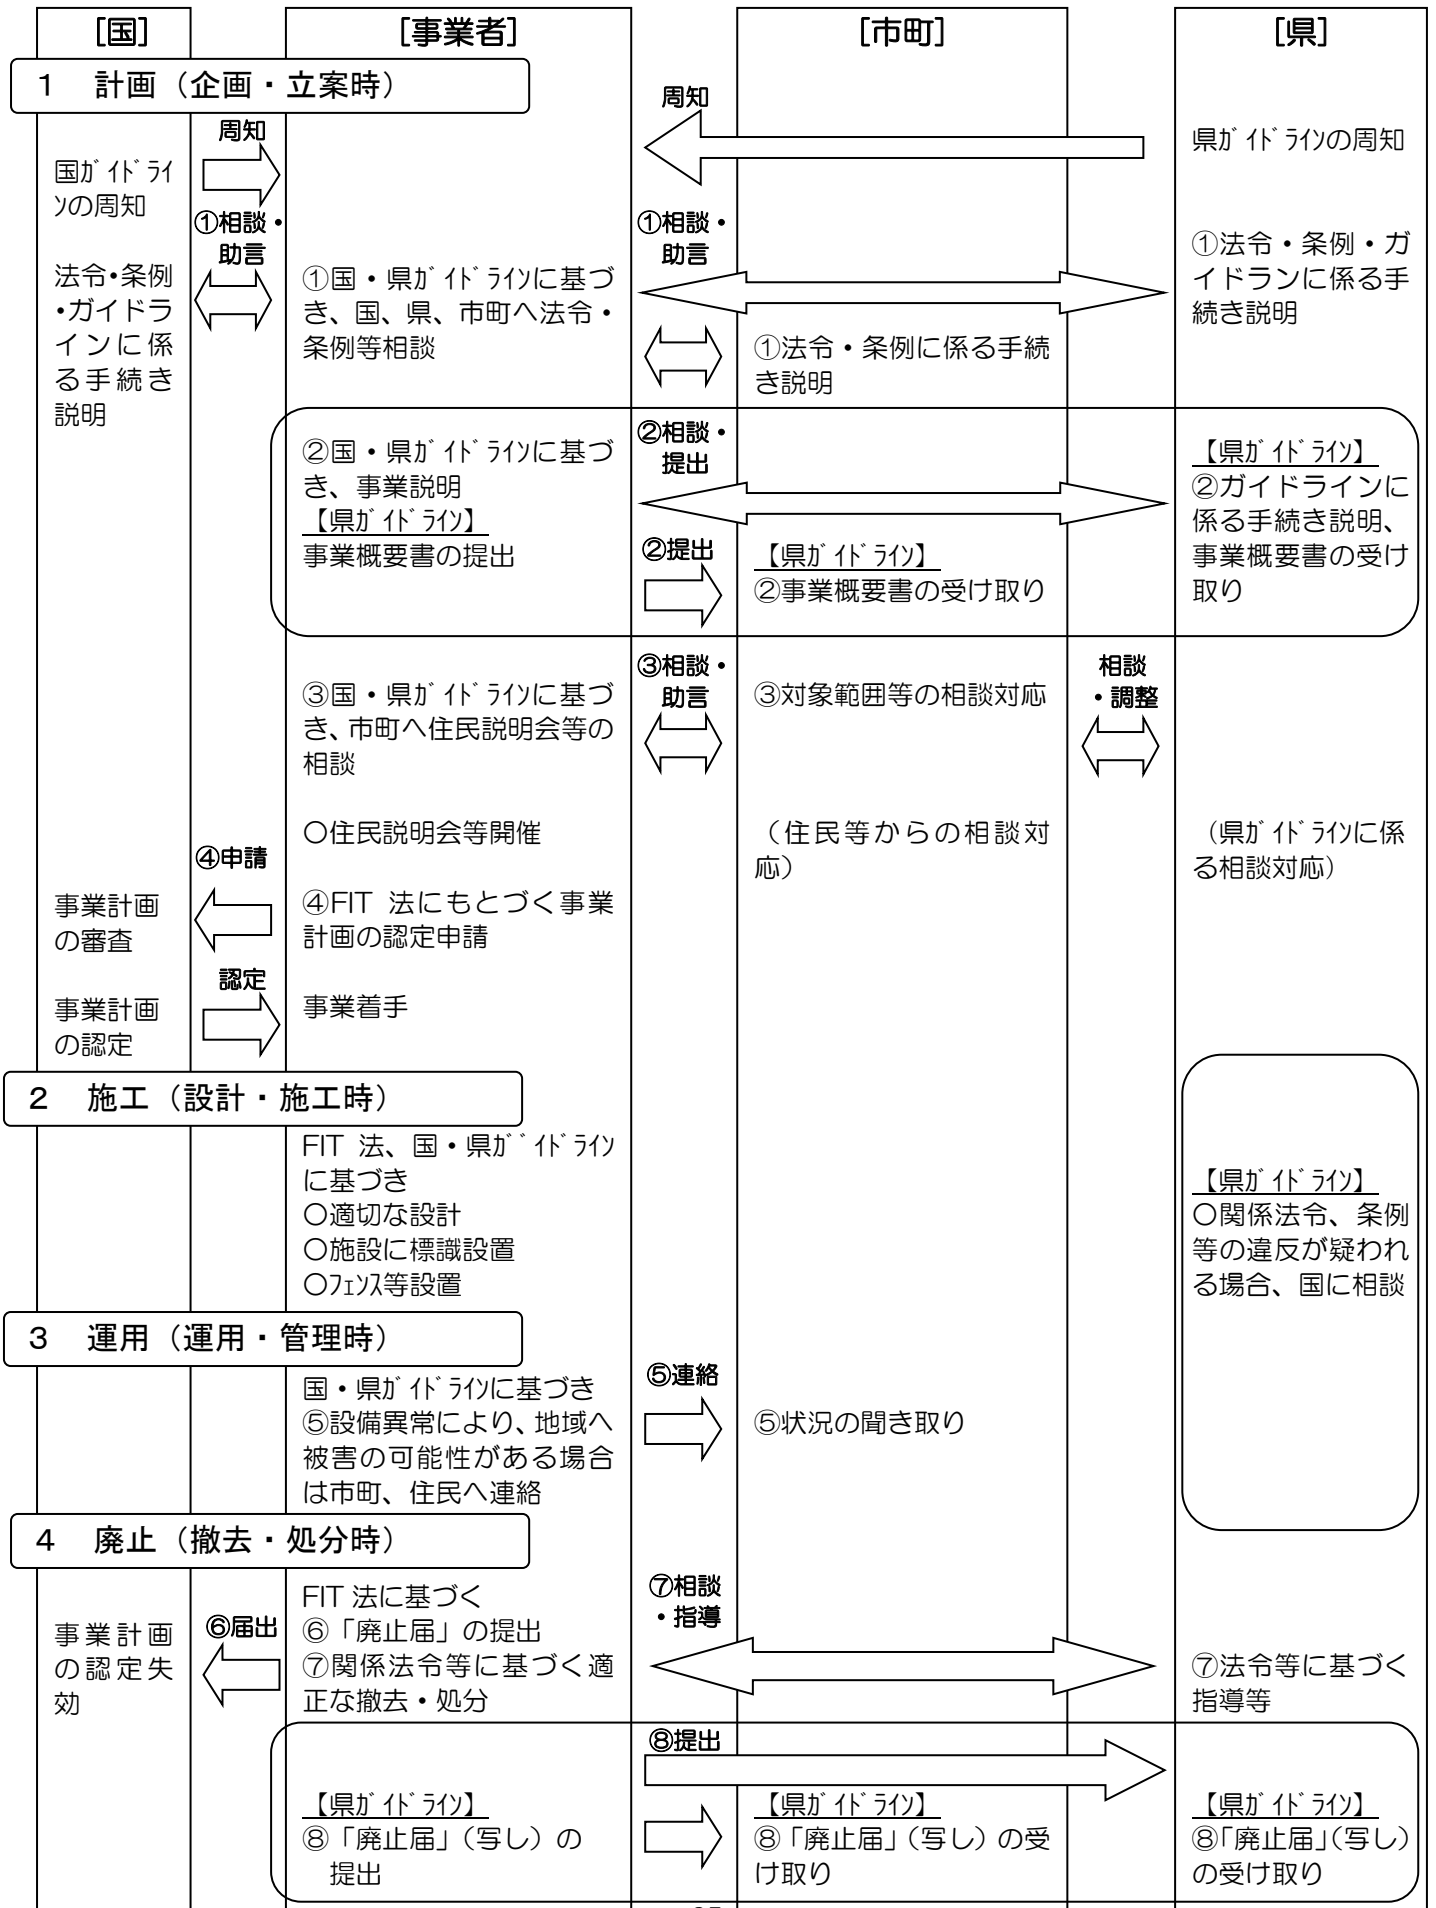 [国]
[事業者]
[市町]
[県]
１　計画（企画・立案時）
周知
国ｶﾞｲﾄﾞﾗｲ
ﾝの周知
周知
県ｶﾞｲﾄﾞﾗｲﾝの周知
①相談・
助言
法令・条例
・ガイドラ
インに係
る手続き
説明
①国・県ｶﾞｲﾄﾞﾗｲﾝに基づ
き、国、県、市町へ法令・
条例等相談
①相談・
助言
①法令・条例に係る手続
き説明
①法令・条例・ガ
イドランに係る手
続き説明
②国・県ｶﾞｲﾄﾞﾗｲﾝに基づ
き、事業説明
【県ｶﾞｲﾄﾞﾗｲﾝ】
事業概要書の提出
②相談・
提出
②提出
【県ｶﾞｲﾄﾞﾗｲﾝ】
②事業概要書の受け取り
【県ｶﾞｲﾄﾞﾗｲﾝ】
②ガイドラインに
係る手続き説明、
事業概要書の受け
取り
③国・県ｶﾞｲﾄﾞﾗｲﾝに基づ
き、市町へ住民説明会等の
相談
③相談・
助言
③対象範囲等の相談対応
相談
・調整
〇住民説明会等開催
（住民等からの相談対
応）
（県ｶﾞｲﾄﾞﾗｲﾝに係
る相談対応）
④申請
事業計画
の審査
④FIT 法にもとづく事業
計画の認定申請
認定
事業計画
の認定
事業着手
２　施工（設計・施工時）
FIT 法、国・県ｶﾞﾞｲﾄﾞﾗｲﾝ
に基づき
〇適切な設計
〇施設に標識設置
〇ﾌｪﾝｽ等設置
【県ｶﾞｲﾄﾞﾗｲﾝ】
〇関係法令、条例
等の違反が疑われ
る場合、国に相談
３　運用（運用・管理時）
国・県ｶﾞｲﾄﾞﾗｲﾝに基づき
⑤設備異常により、地域へ
被害の可能性がある場合
は市町、住民へ連絡
⑤連絡
⑤状況の聞き取り
４　廃止（撤去・処分時）
事業計画
の認定失
効
⑥届出
FIT 法に基づく
⑥「廃止届」の提出
⑦関係法令等に基づく適
正な撤去・処分
⑦相談
・指導
⑦法令等に基づく
指導等
⑧提出
【県ｶﾞｲﾄﾞﾗｲﾝ】
⑧「廃止届」（写し）の
提出
【県ｶﾞｲﾄﾞﾗｲﾝ】
⑧「廃止届」（写し）の受
け取り
【県ｶﾞｲﾄﾞﾗｲﾝ】
⑧「廃止届」（写し）
の受け取り